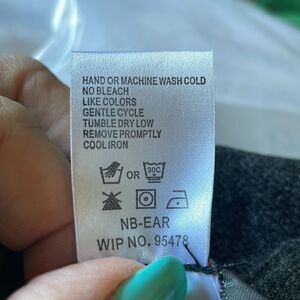 HAND OR MACHINE WASH COLD
NO BLEACH
LIKE COLORS
GENTLE CYCLE
TUMBLE DRY LOW
REMOVE PROMPTLY
COOL IRON
OR 30C
NB-EAR
WIP NO. 95478